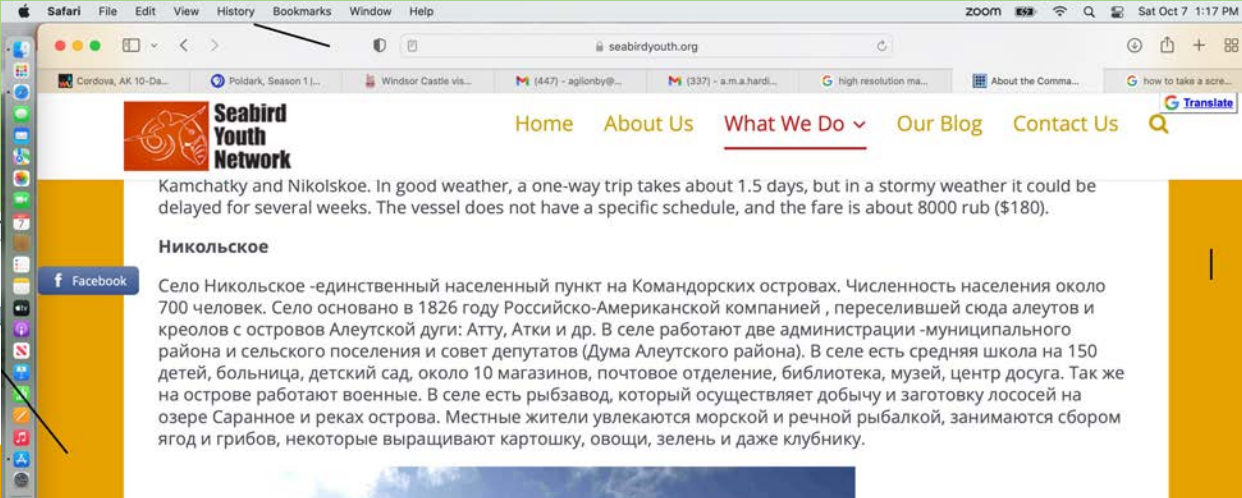 Safari File Edit View History Bookmarks Window Help zoom Sat Oct 7 1:17 PM
seabirdyouth.org
Cordova, AK 10-Da... Poldark, Season 1 |... Windsor Castle vis... (447) - aglionby@... (337) - a.m.a.hardi... high resolution ma... About the Comma... how to take a scre...
Translate
Seabird
Youth
Network
Home About Us What We Do Our Blog Contact Us
Kamchatky and Nikolskoe. In good weather, a one-way trip takes about 1.5 days, but in a stormy weather it could be
delayed for several weeks. The vessel does not have a specific schedule, and the fare is about 8000 rub ($180).
Никольское
Facebook
Село Никольское -единственный населенный пункт на Командорских островах. Численность населения около
700 человек. Село основано в 1826 году Российско-Американской компанией , переселившей сюда алеутов и
креолов с островов Алеутской дуги: Атту, Атки и др. В селе работают две администрации -муниципального
района и сельского поселения и совет депутатов (Дума Алеутского района). В селе есть средняя школа на 150
детей, больница, детский сад, около 10 магазинов, почтовое отделение, библиотека, музей, центр досуга. Так же
на острове работают военные. В селе есть рыбзавод, который осуществляет добычу и заготовку лососей на
озере Саранное и реках острова. Местные жители увлекаются морской и речной рыбалкой, занимаются сбором
ягод и грибов, некоторые выращивают картошку, овощи, зелень и даже клубнику.